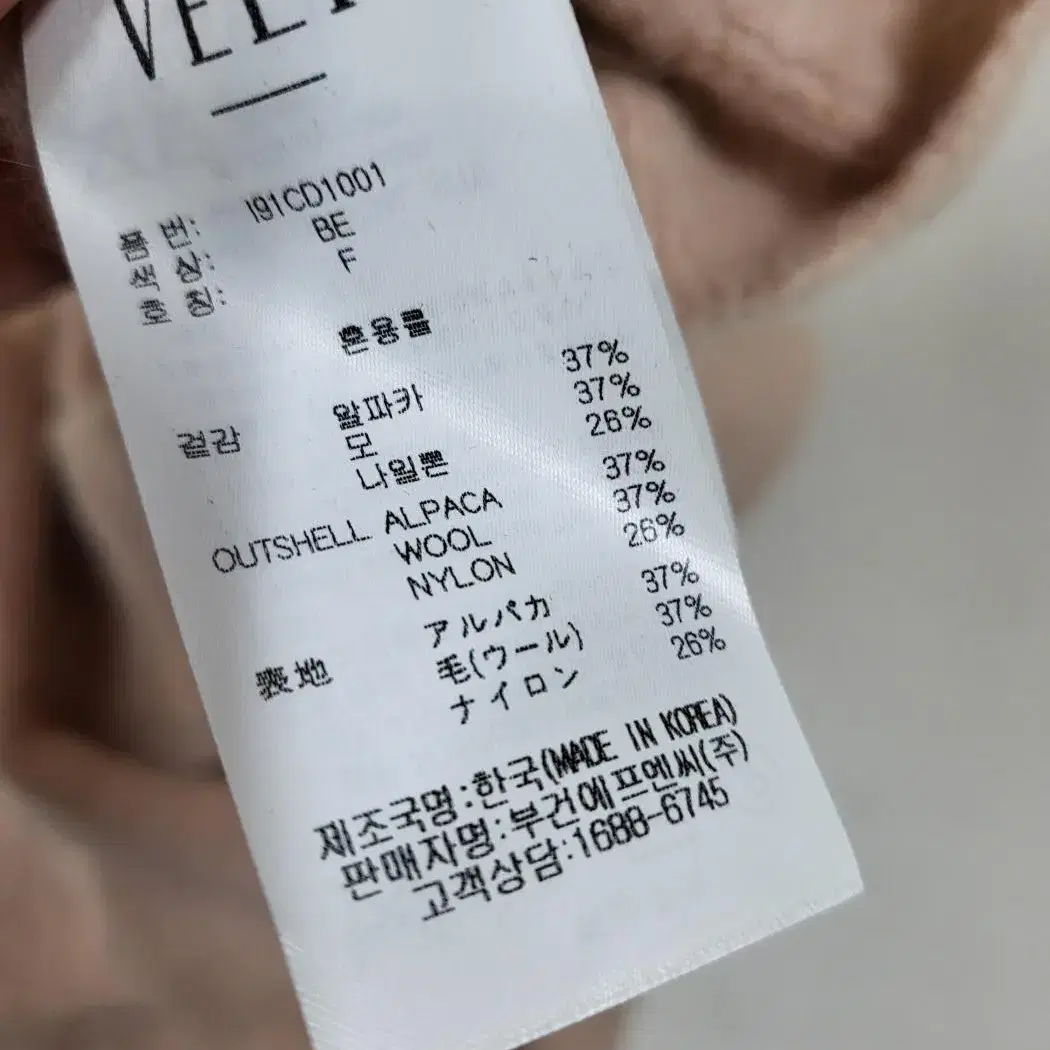 품 번: I91CD1001
색 상: BE
호 칭: F
혼용률
겉감 알파카 37%
모 37%
나일론 26%
OUTSHELL ALPACA 37%
WOOL 37%
NYLON 26%
表地 アルパカ 37%
毛(ウール) 37%
ナイロン 26%
제조국명:한국(MADE IN KOREA)
판매자명:부건에프엔씨(주)
고객상담:1688-6745